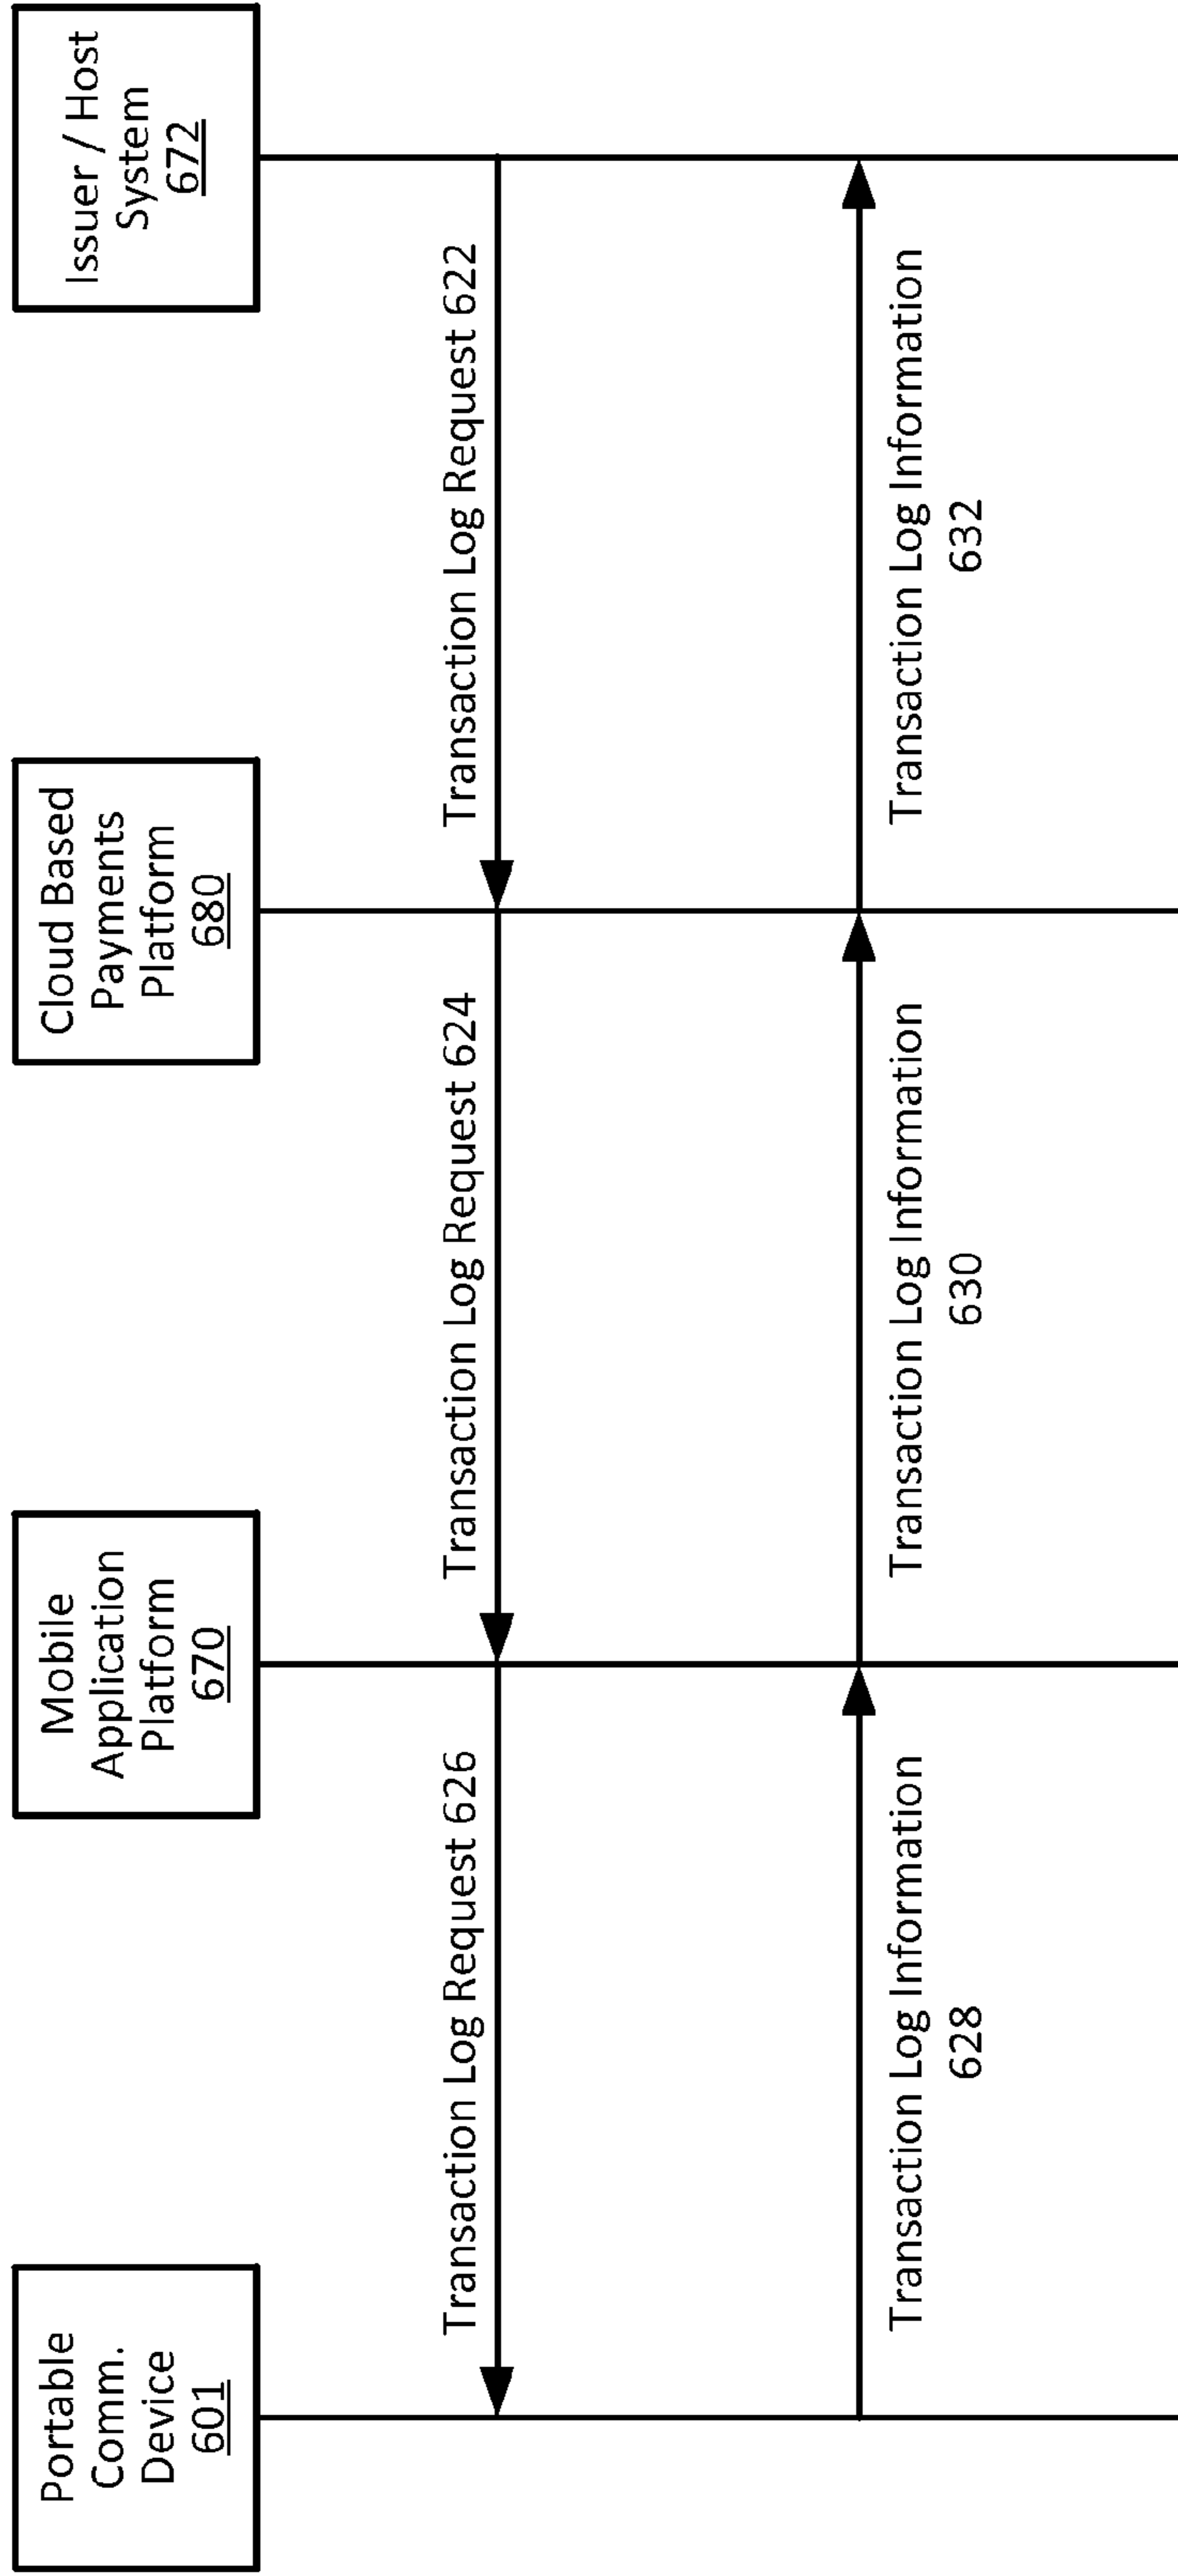 Portable
Comm.
Device
601
Mobile
Application
Platform
670
Cloud Based
Payments
Platform
680
Issuer / Host
System
672
Transaction Log Request 626
Transaction Log Request 624
Transaction Log Request 622
Transaction Log Information
628
Transaction Log Information
630
Transaction Log Information
632